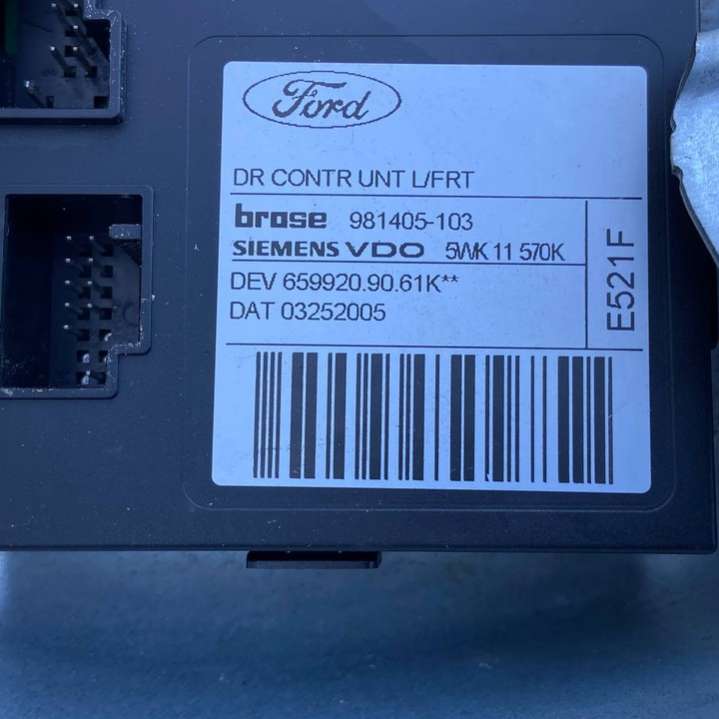 Ford
DR CONTR UNT L/FRT
brose 981405-103
SIEMENS VDO 5WK 11 570K
DEV 659920.90.61K**
DAT 03252005
E521F